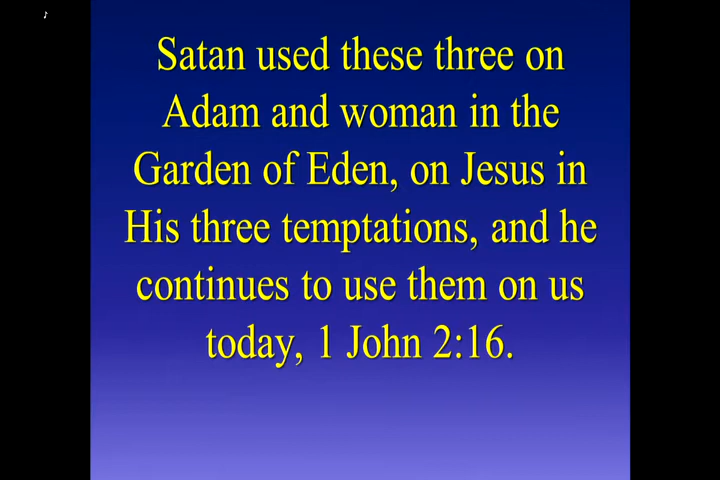 Satan used these three on
Adam and woman in the
Garden of Eden, on Jesus in
His three temptations, and he
continues to use them on us
today, 1 John 2:16.